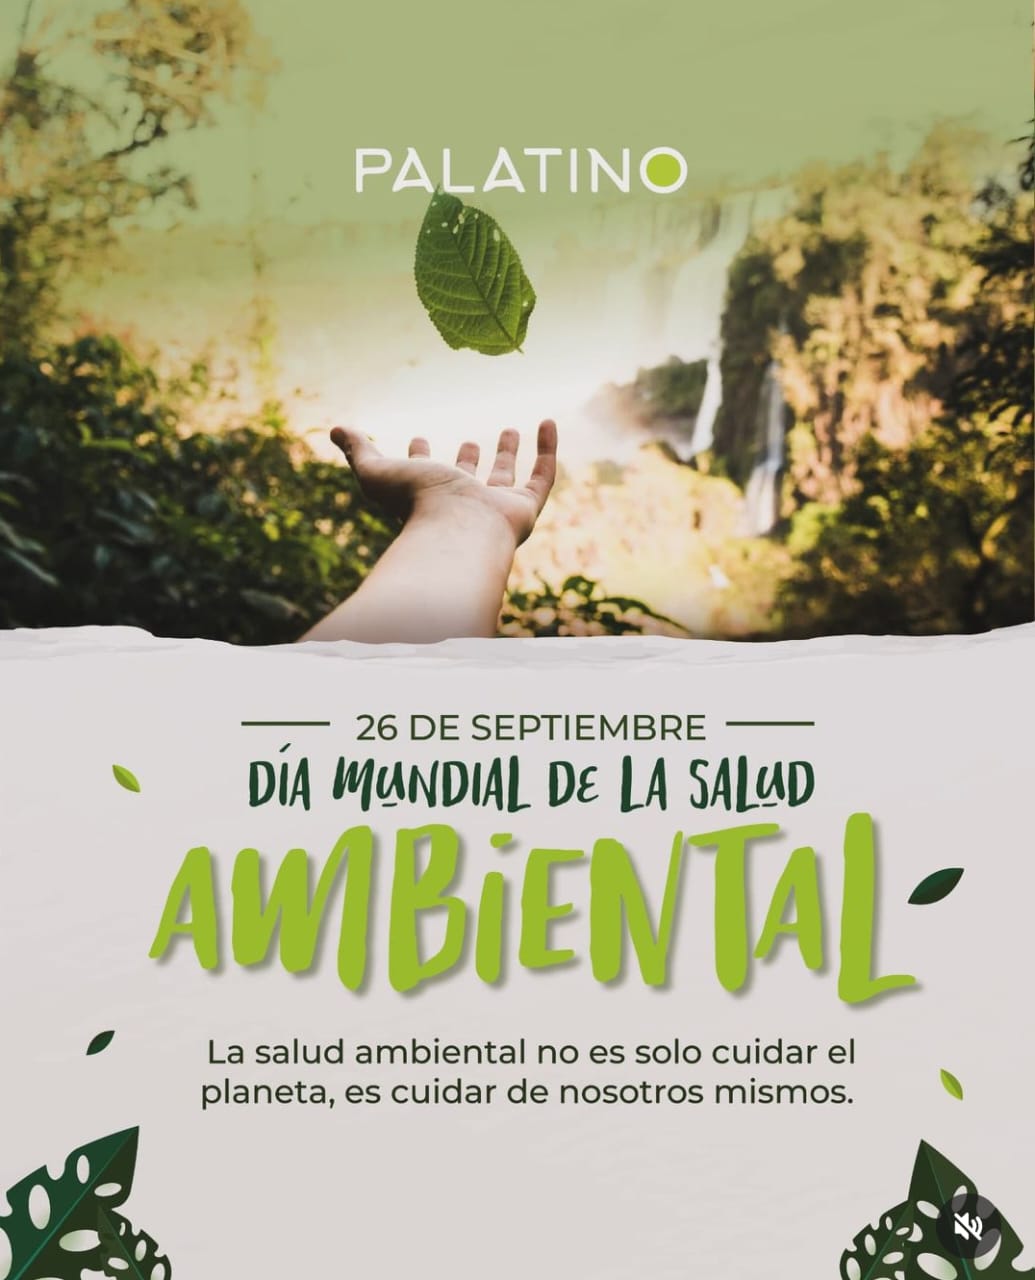 PALATINO
26 DE SEPTIEMBRE
DÍA MUNDIAL DE LA SALUD
AMBiENTAL
La salud ambiental no es solo cuidar el
planeta, es cuidar de nosotros mismos.